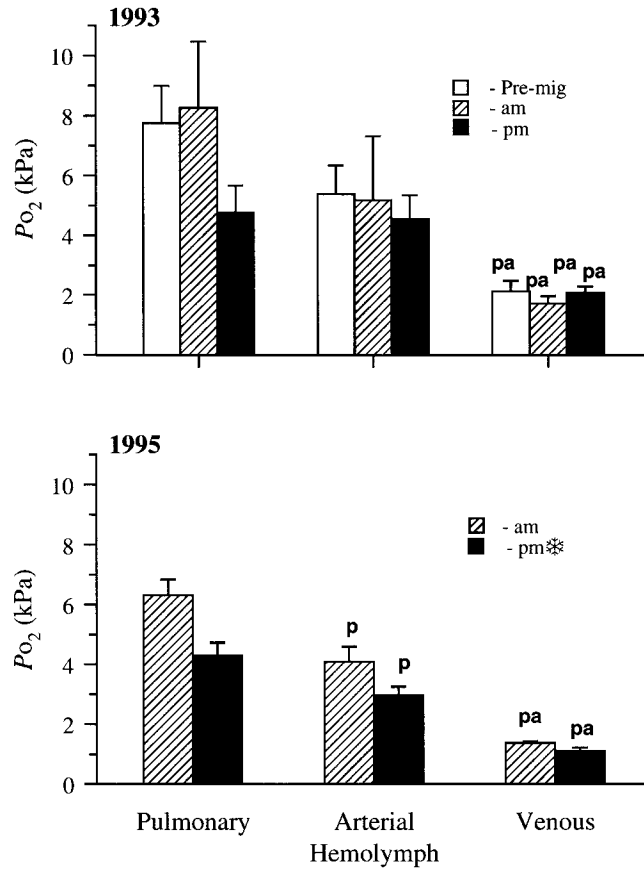 1993
10
8
6
4
2
0
Po2 (kPa)
- Pre-mig
- am
- pm
pa
pa
pa
pa
1995
10
8
6
4
2
0
Po2 (kPa)
- am
- pm❄
p
p
pa
pa
Pulmonary Arterial Venous
Hemolymph